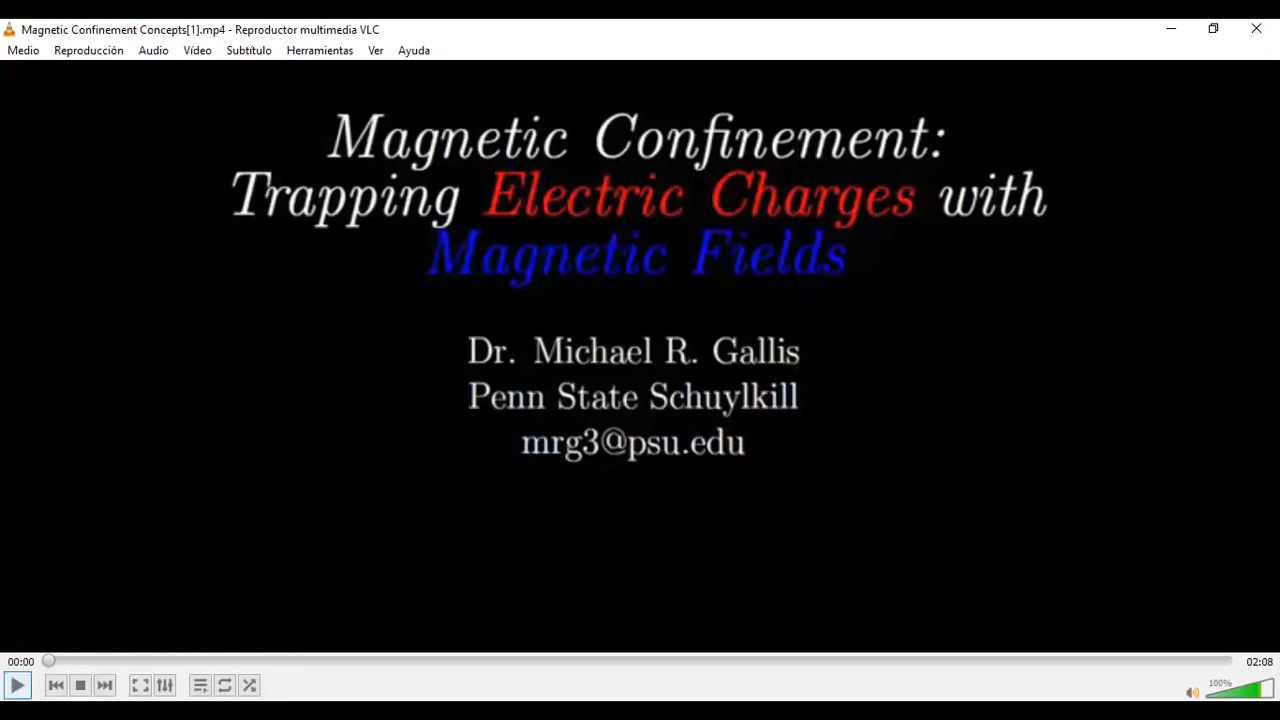 Magnetic Confinement Concepts[1].mp4 - Reproductor multimedia VLC
Medio Reproducción Audio Vídeo Subtítulo Herramientas Ver Ayuda
Magnetic Confinement:
Trapping Electric Charges with
Magnetic Fields
Dr. Michael R. Gallis
Penn State Schuylkill
mrg3@psu.edu
00:00 02:08
100%